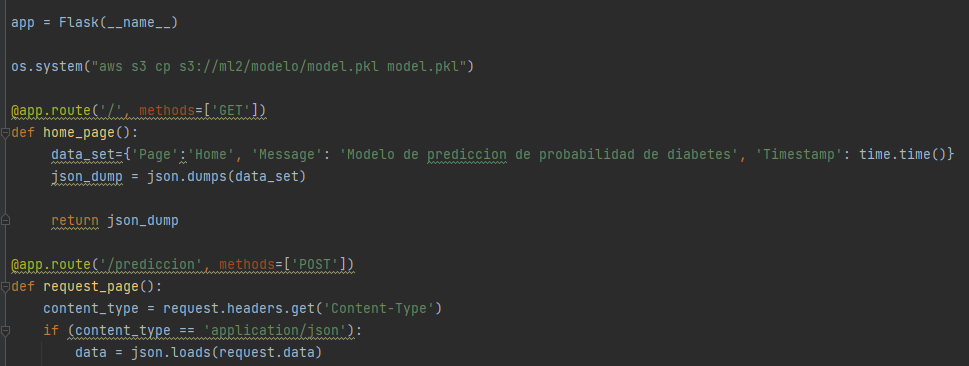 app = Flask(__name__)
os.system("aws s3 cp s3://ml2/modelo/model.pkl model.pkl")
@app.route('/', methods=['GET'])
def home_page():
data_set={'Page':'Home', 'Message': 'Modelo de prediccion de probabilidad de diabetes', 'Timestamp': time.time()}
json_dump = json.dumps(data_set)
return json_dump
@app.route('/prediccion', methods=['POST'])
def request_page():
content_type = request.headers.get('Content-Type')
if (content_type == 'application/json'):
data = json.loads(request.data)